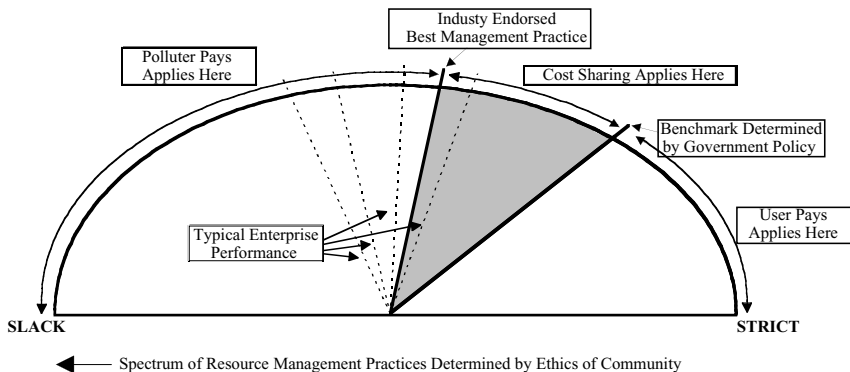 Industy Endorsed
Best Management Practice
Polluter Pays
Applies Here
Cost Sharing Applies Here
Benchmark Determined
by Government Policy
Typical Enterprise
Performance
User Pays
Applies Here
SLACK
STRICT
Spectrum of Resource Management Practices Determined by Ethics of Community